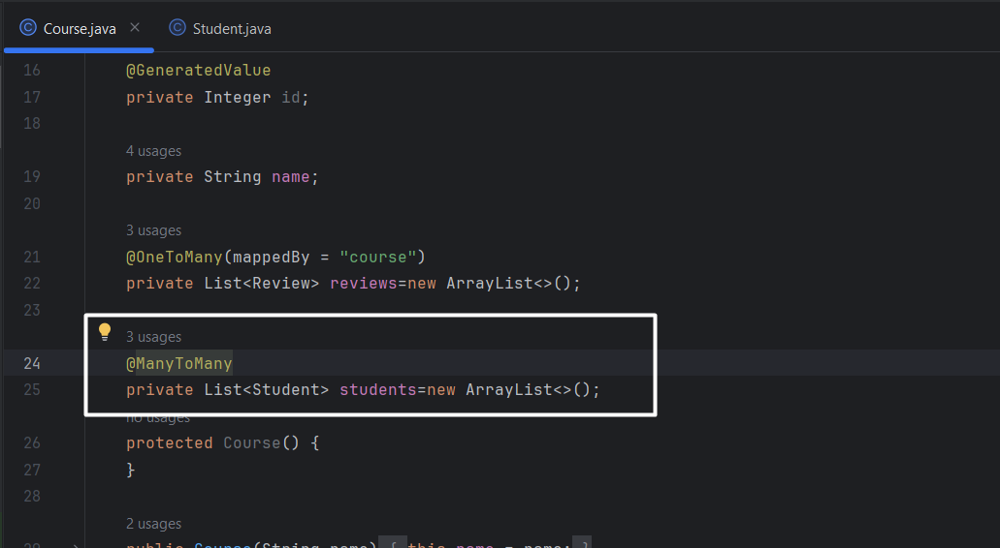 Course.java
Student.java
16 @GeneratedValue
17 private Integer id;
18
4 usages
19 private String name;
20
3 usages
21 @OneToMany(mappedBy = "course")
22 private List<Review> reviews=new ArrayList<>();
23
3 usages
24 @ManyToMany
25 private List<Student> students=new ArrayList<>();
no usages
26 protected Course() {
27 }
28
2 usages
29 public Course(String name) { this.name = name; }